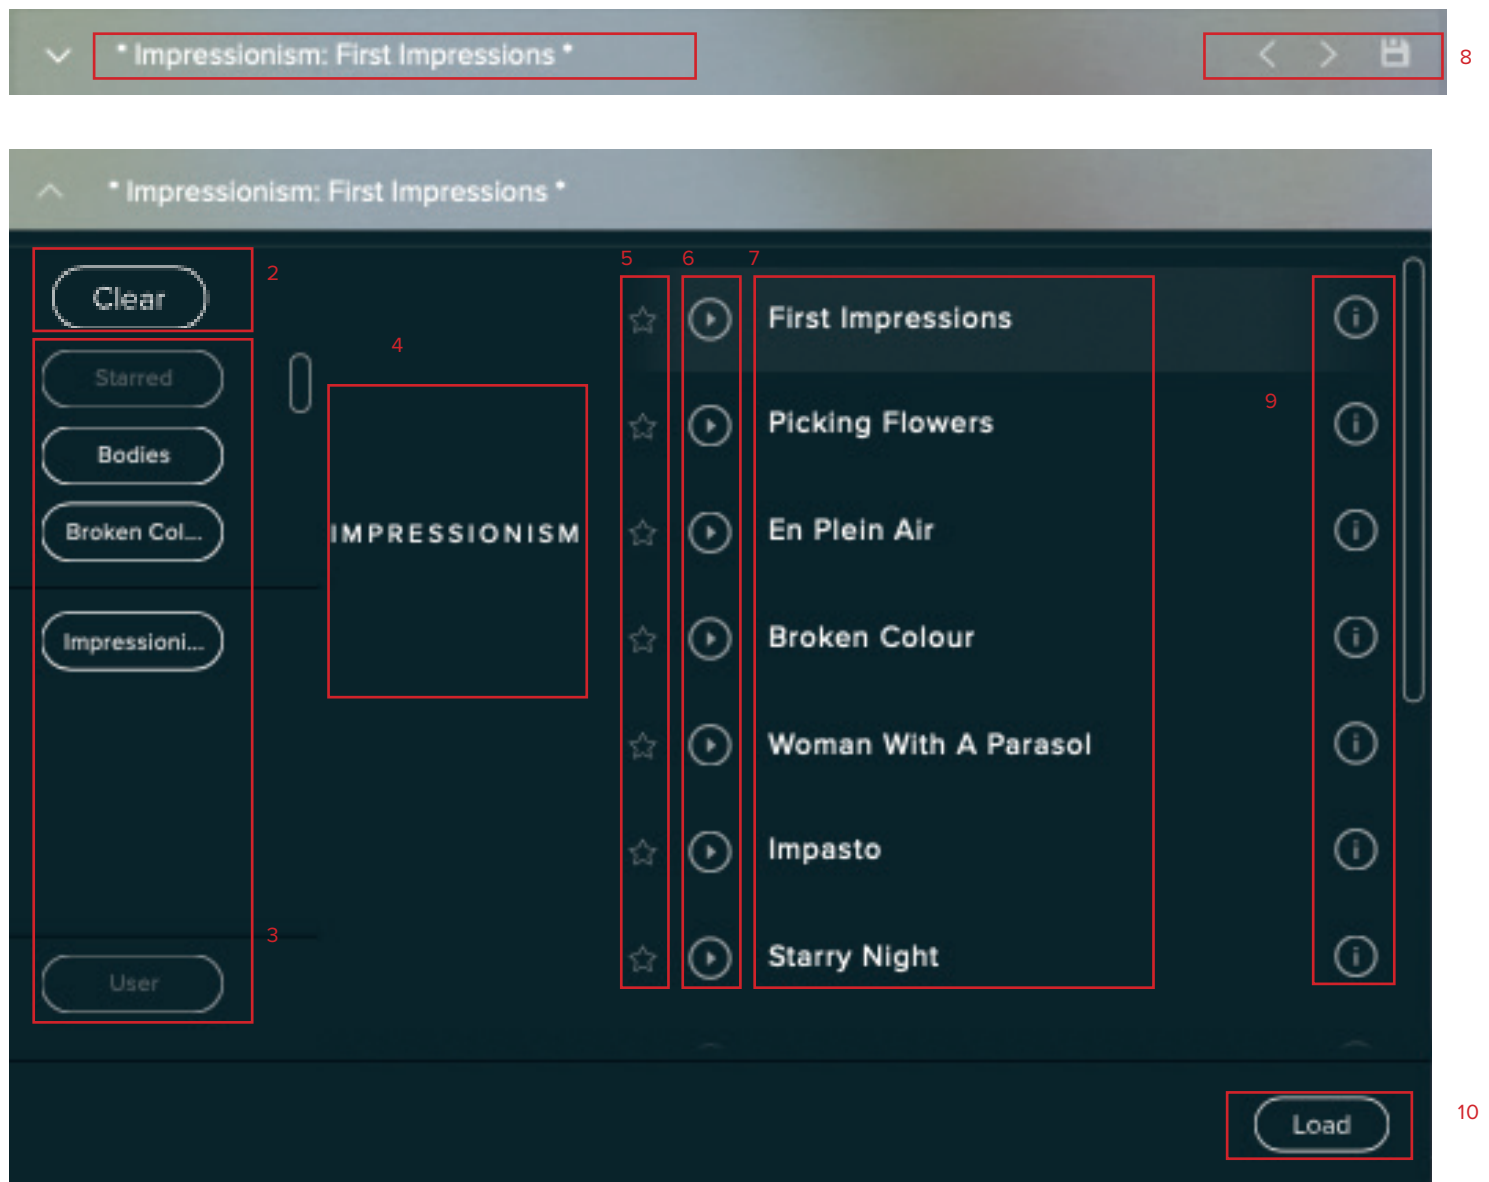 * Impressionism: First Impressions *
8
* Impressionism: First Impressions *
Clear
2
5
6
7
First Impressions
Starred
4
Picking Flowers
9
Bodies
Broken Col...
IMPRESSIONISM
En Plein Air
Impressioni...
Broken Colour
Woman With A Parasol
Impasto
3
Starry Night
User
Load
10